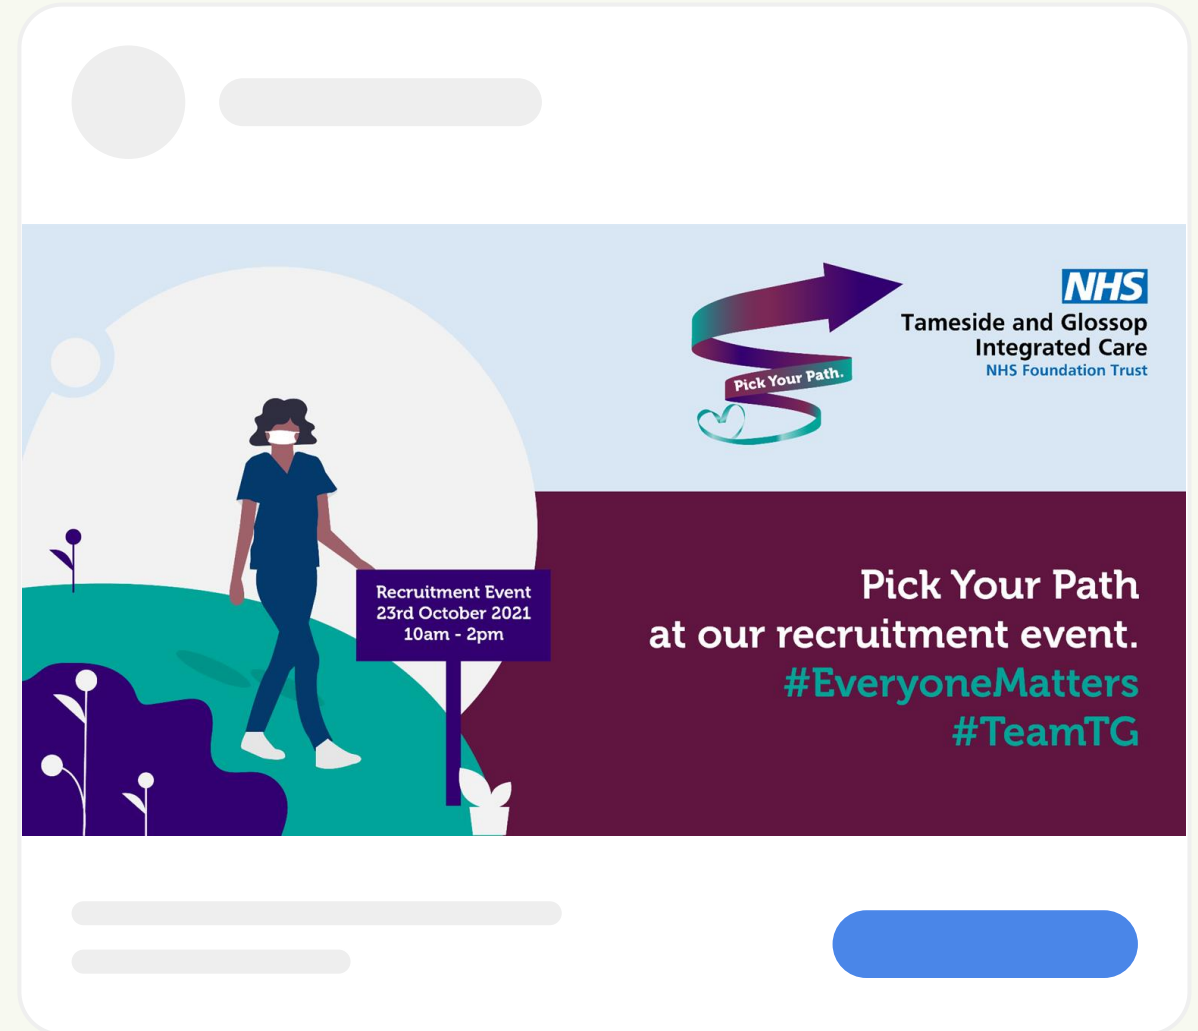 NHS
Tameside and Glossop
Integrated Care
NHS Foundation Trust
Pick Your Path.
Recruitment Event
23rd October 2021
10am - 2pm
Pick Your Path
at our recruitment event.
#EveryoneMatters
#TeamTG